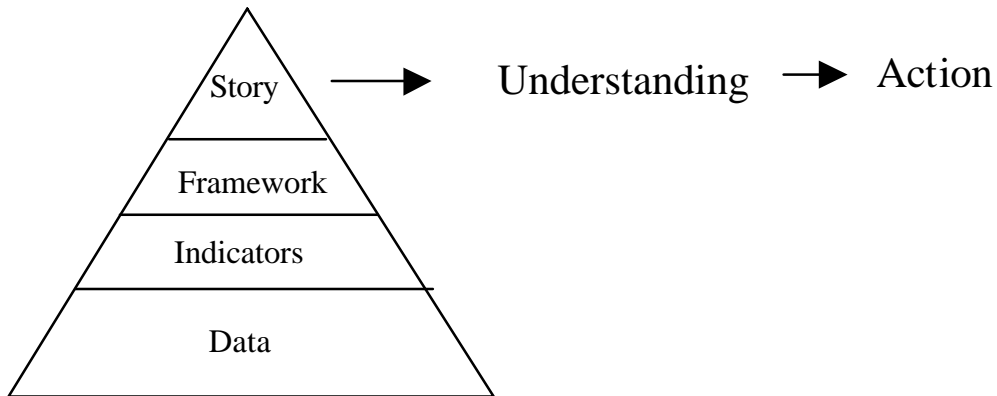 Story
Understanding
Action
Framework
Indicators
Data